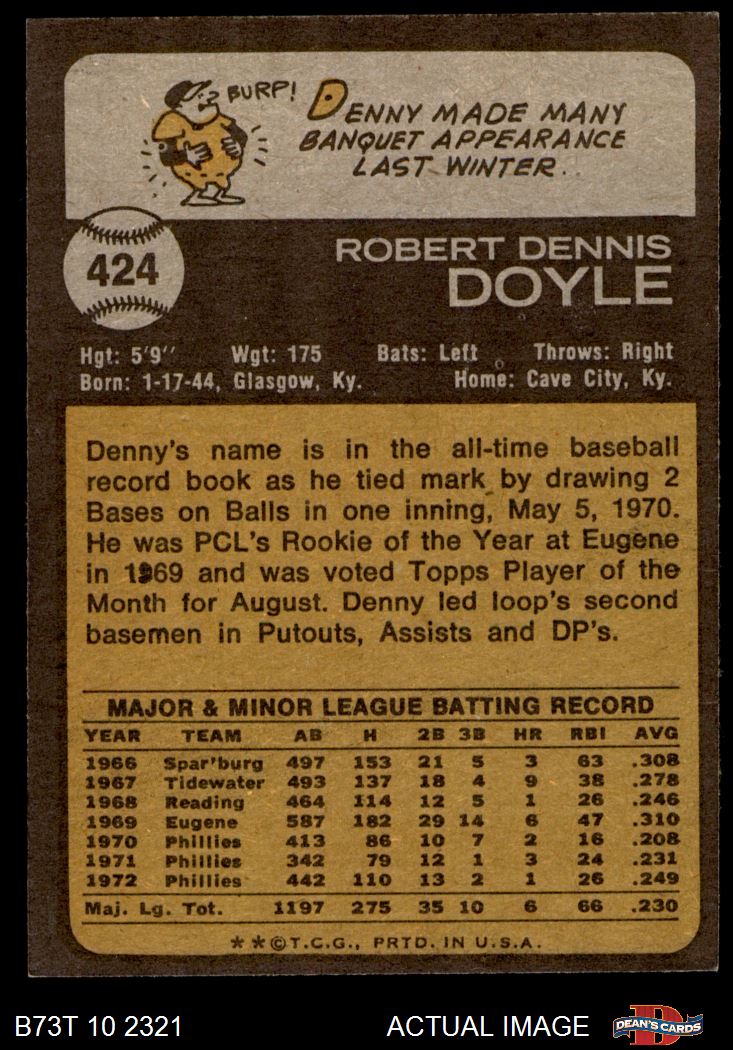 BURP!
DENNY MADE MANY
BANQUET APPEARANCE
LAST WINTER.
424
ROBERT DENNIS
DOYLE
Hgt: 5'9" Wgt: 175 Bats: Left Throws: Right
Born: 1-17-44, Glasgow, Ky. Home: Cave City, Ky.
Denny's name is in the all-time baseball
record book as he tied mark by drawing 2
Bases on Balls in one inning, May 5, 1970.
He was PCL's Rookie of the Year at Eugene
in 1969 and was voted Topps Player of the
Month for August. Denny led loop's second
basemen in Putouts, Assists and DP's.
MAJOR & MINOR LEAGUE BATTING RECORD
YEAR TEAM AB H 2B 3B HR RBI AVG
1966 Spar'burg 497 153 21 5 3 63 .308
1967 Tidewater 493 137 18 4 9 38 .278
1968 Reading 464 114 12 5 1 26 .246
1969 Eugene 587 182 29 14 6 47 .310
1970 Phillies 413 86 10 7 2 16 .208
1971 Phillies 342 79 12 1 3 24 .231
1972 Phillies 442 110 13 2 1 26 .249
Maj. Lg. Tot. 1197 275 35 10 6 66 .230
**©T.C.G., PRTD. IN U.S.A.
B73T 10 2321 ACTUAL IMAGE D DEAN'S CARDS